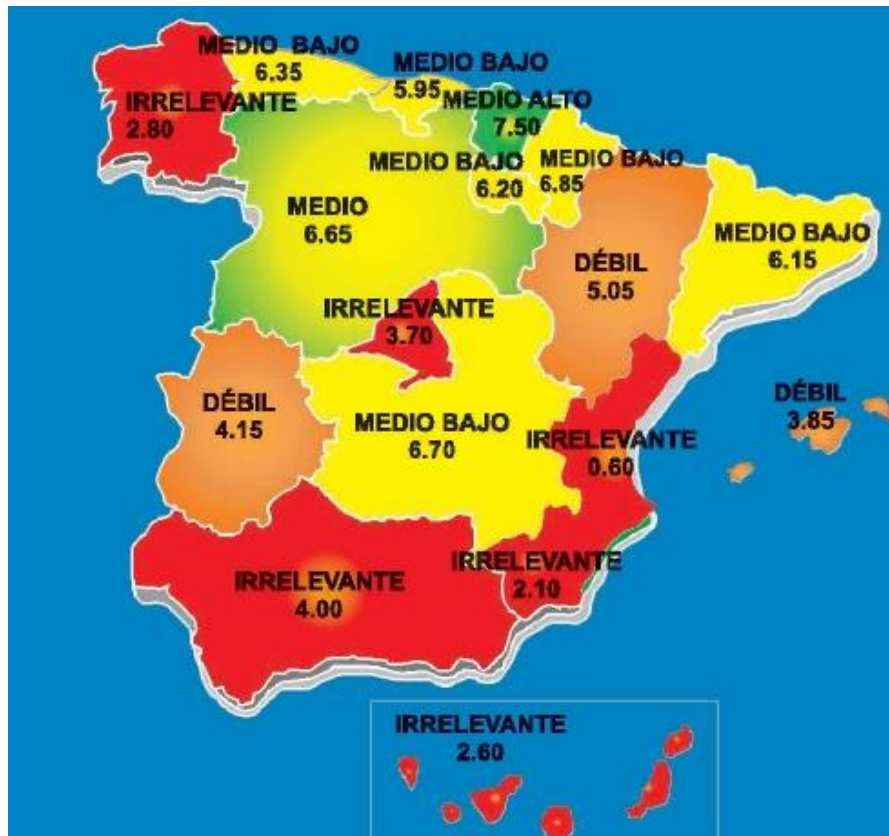 MEDIO BAJO
6.35
MEDIO BAJO
5.95
IRRELEVANTE
2.80
MEDIO ALTO
7.50
MEDIO BAJO
6.20
MEDIO BAJO
6.85
MEDIO
6.65
MEDIO BAJO
6.15
DÉBIL
5.05
IRRELEVANTE
3.70
DÉBIL
4.15
MEDIO BAJO
6.70
IRRELEVANTE
0.60
DÉBIL
3.85
IRRELEVANTE
4.00
IRRELEVANTE
2.10
IRRELEVANTE
2.60